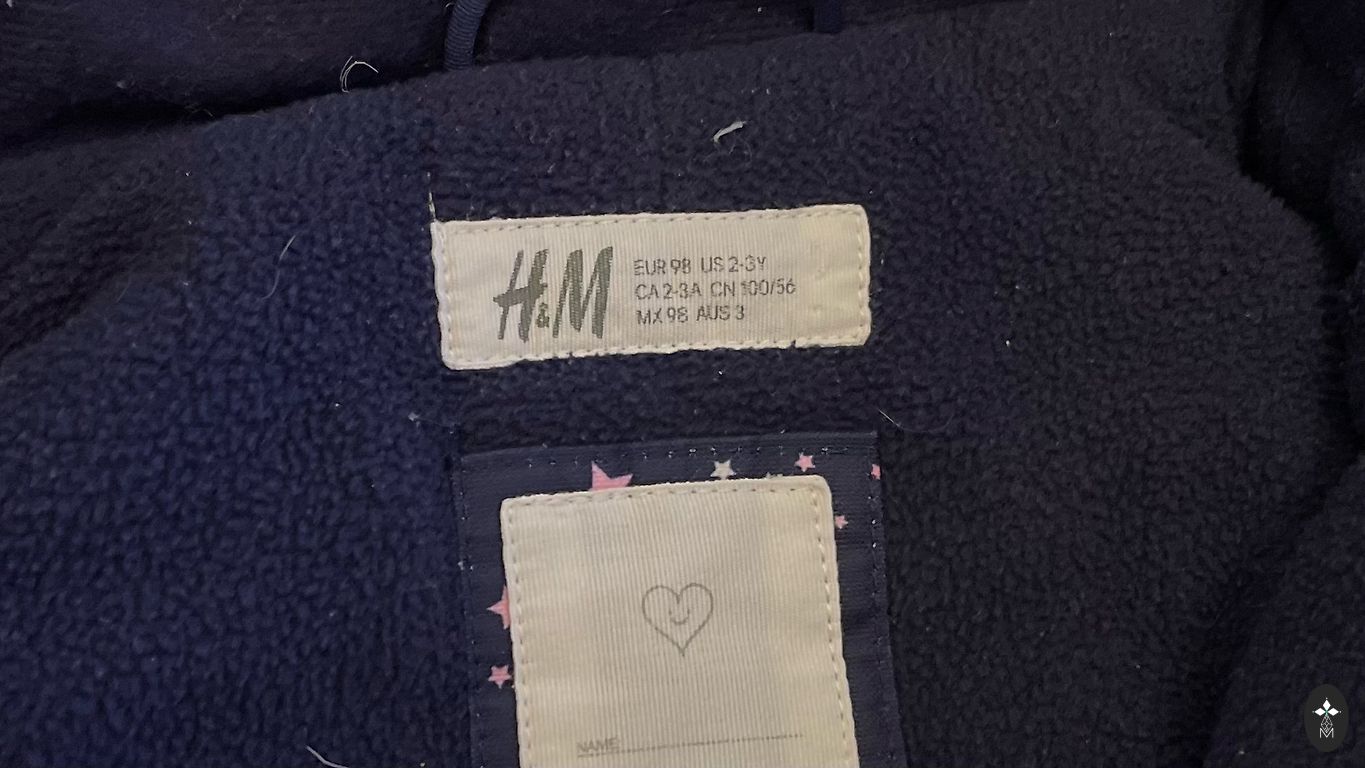 H&M
EUR 98 US 2-3Y
CA 2-3A CN 100/56
MX 98 AUS 3
NAME:
M